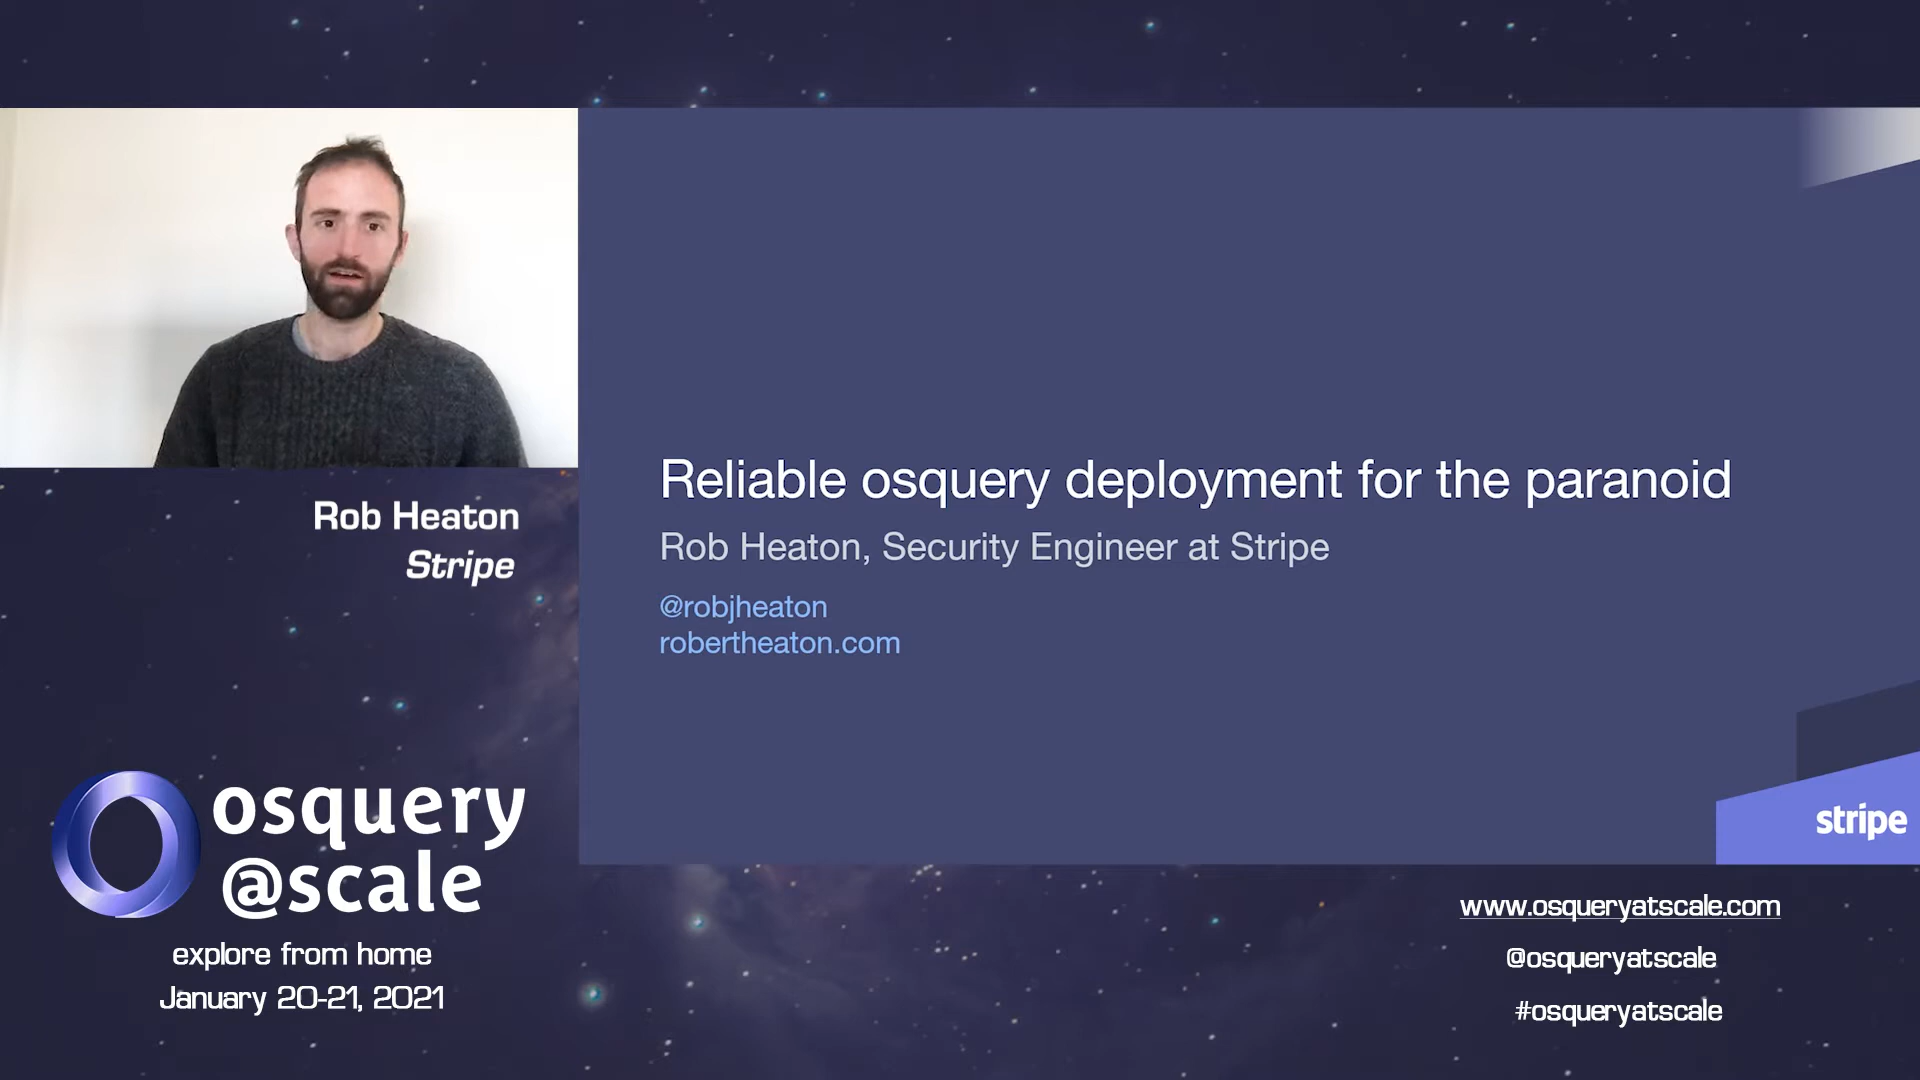 Rob Heaton
Stripe
Reliable osquery deployment for the paranoid
Rob Heaton, Security Engineer at Stripe
@robjheaton
robertheaton.com
stripe
osquery
@scale
explore from home
January 20-21, 2021
www.osqueryatscale.com
@osqueryatscale
#osqueryatscale